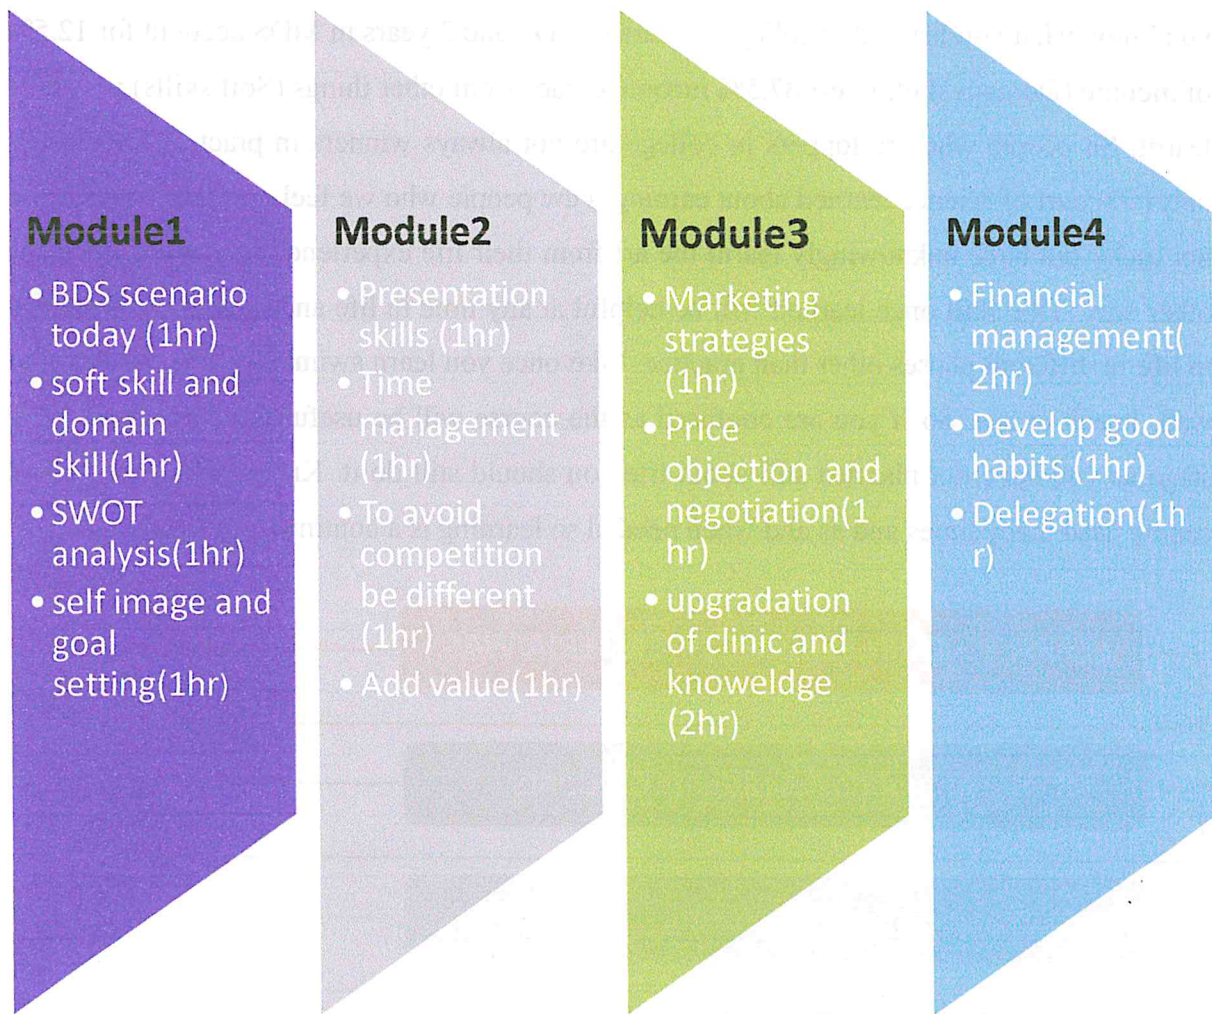 Module1
• BDS scenario
today (1hr)
• soft skill and
domain
skill(1hr)
• SWOT
analysis(1hr)
• self image and
goal
setting(1hr)
Module2
• Presentation
skills (1hr)
• Time
management
(1hr)
• To avoid
competition
be different
(1hr)
• Add value(1hr)
Module3
• Marketing
strategies
(1hr)
• Price
objection and
negotiation(1
hr)
• upgradation
of clinic and
knoweldge
(2hr)
Module4
• Financial
management(
2hr)
• Develop good
habits (1hr)
• Delegation(1h
r)